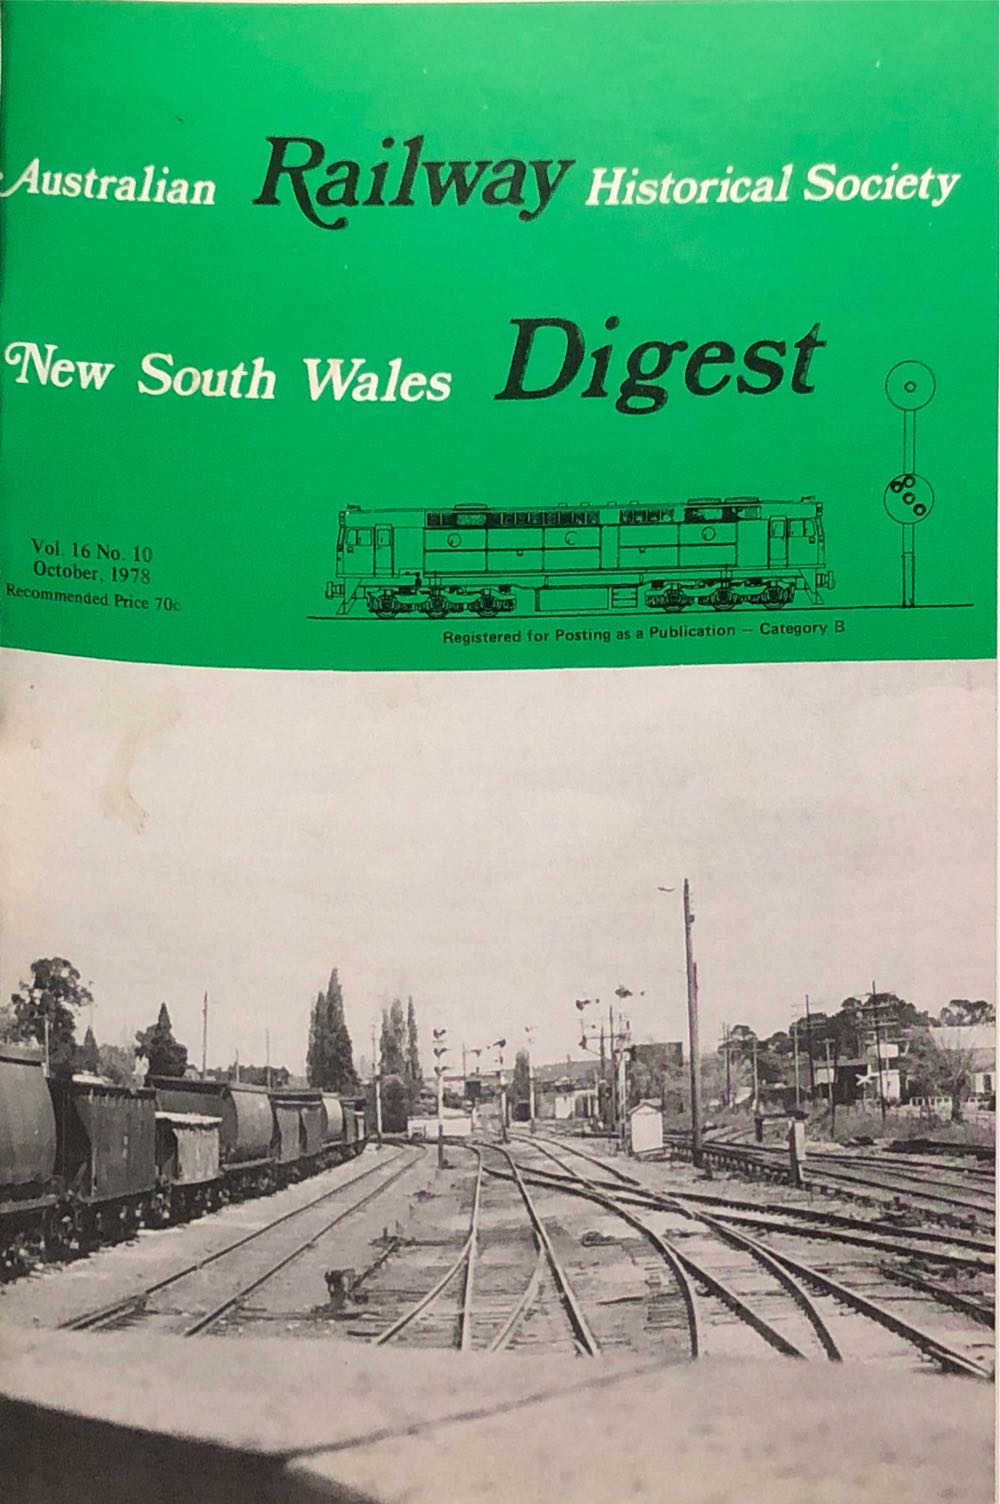 Australian Railway Historical Society
New South Wales Digest
Vol. 16 No. 10
October, 1978
Recommended Price 70c
Registered for Posting as a Publication — Category B